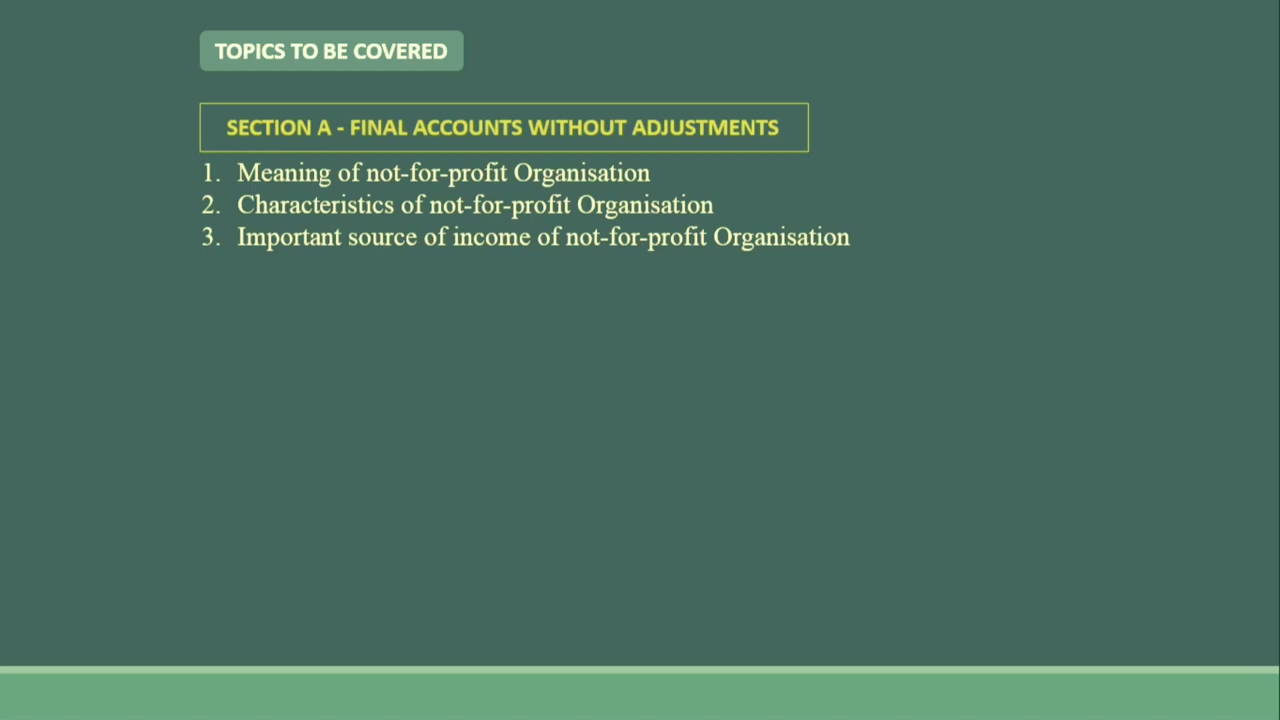 TOPICS TO BE COVERED
SECTION A - FINAL ACCOUNTS WITHOUT ADJUSTMENTS
1. Meaning of not-for-profit Organisation
2. Characteristics of not-for-profit Organisation
3. Important source of income of not-for-profit Organisation